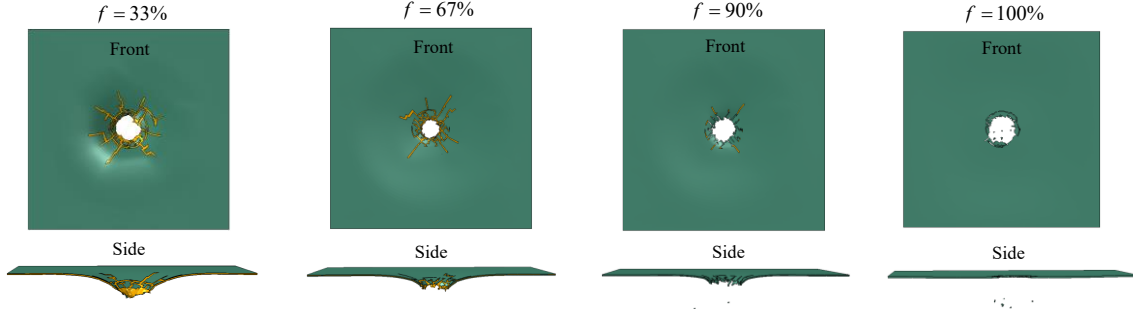 f = 33%
f = 67%
f = 90%
f = 100%
Front
Front
Front
Front
Side
Side
Side
Side